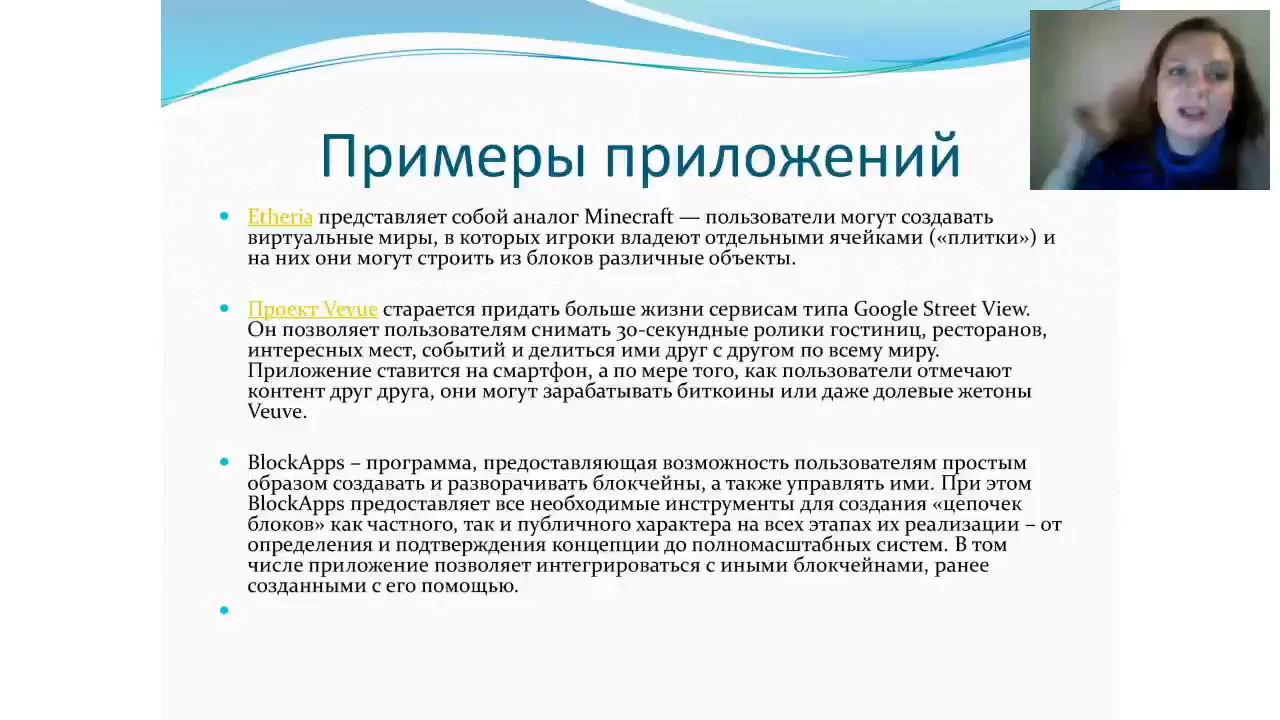 Примеры приложений
Etheria представляет собой аналог Minecraft — пользователи могут создавать
виртуальные миры, в которых игроки владеют отдельными ячейками («плитки») и
на них они могут строить из блоков различные объекты.
Проект Vevue старается придать больше жизни сервисам типа Google Street View.
Он позволяет пользователям снимать 30-секундные ролики гостиниц, ресторанов,
интересных мест, событий и делиться ими друг с другом по всему миру.
Приложение ставится на смартфон, а по мере того, как пользователи отмечают
контент друг друга, они могут зарабатывать биткоины или даже долевые жетоны
Veuve.
BlockApps – программа, предоставляющая возможность пользователям простым
образом создавать и разворачивать блокчейны, а также управлять ими. При этом
BlockApps предоставляет все необходимые инструменты для создания «цепочек
блоков» как частного, так и публичного характера на всех этапах их реализации – от
определения и подтверждения концепции до полномасштабных систем. В том
числе приложение позволяет интегрироваться с иными блокчейнами, ранее
созданными с его помощью.